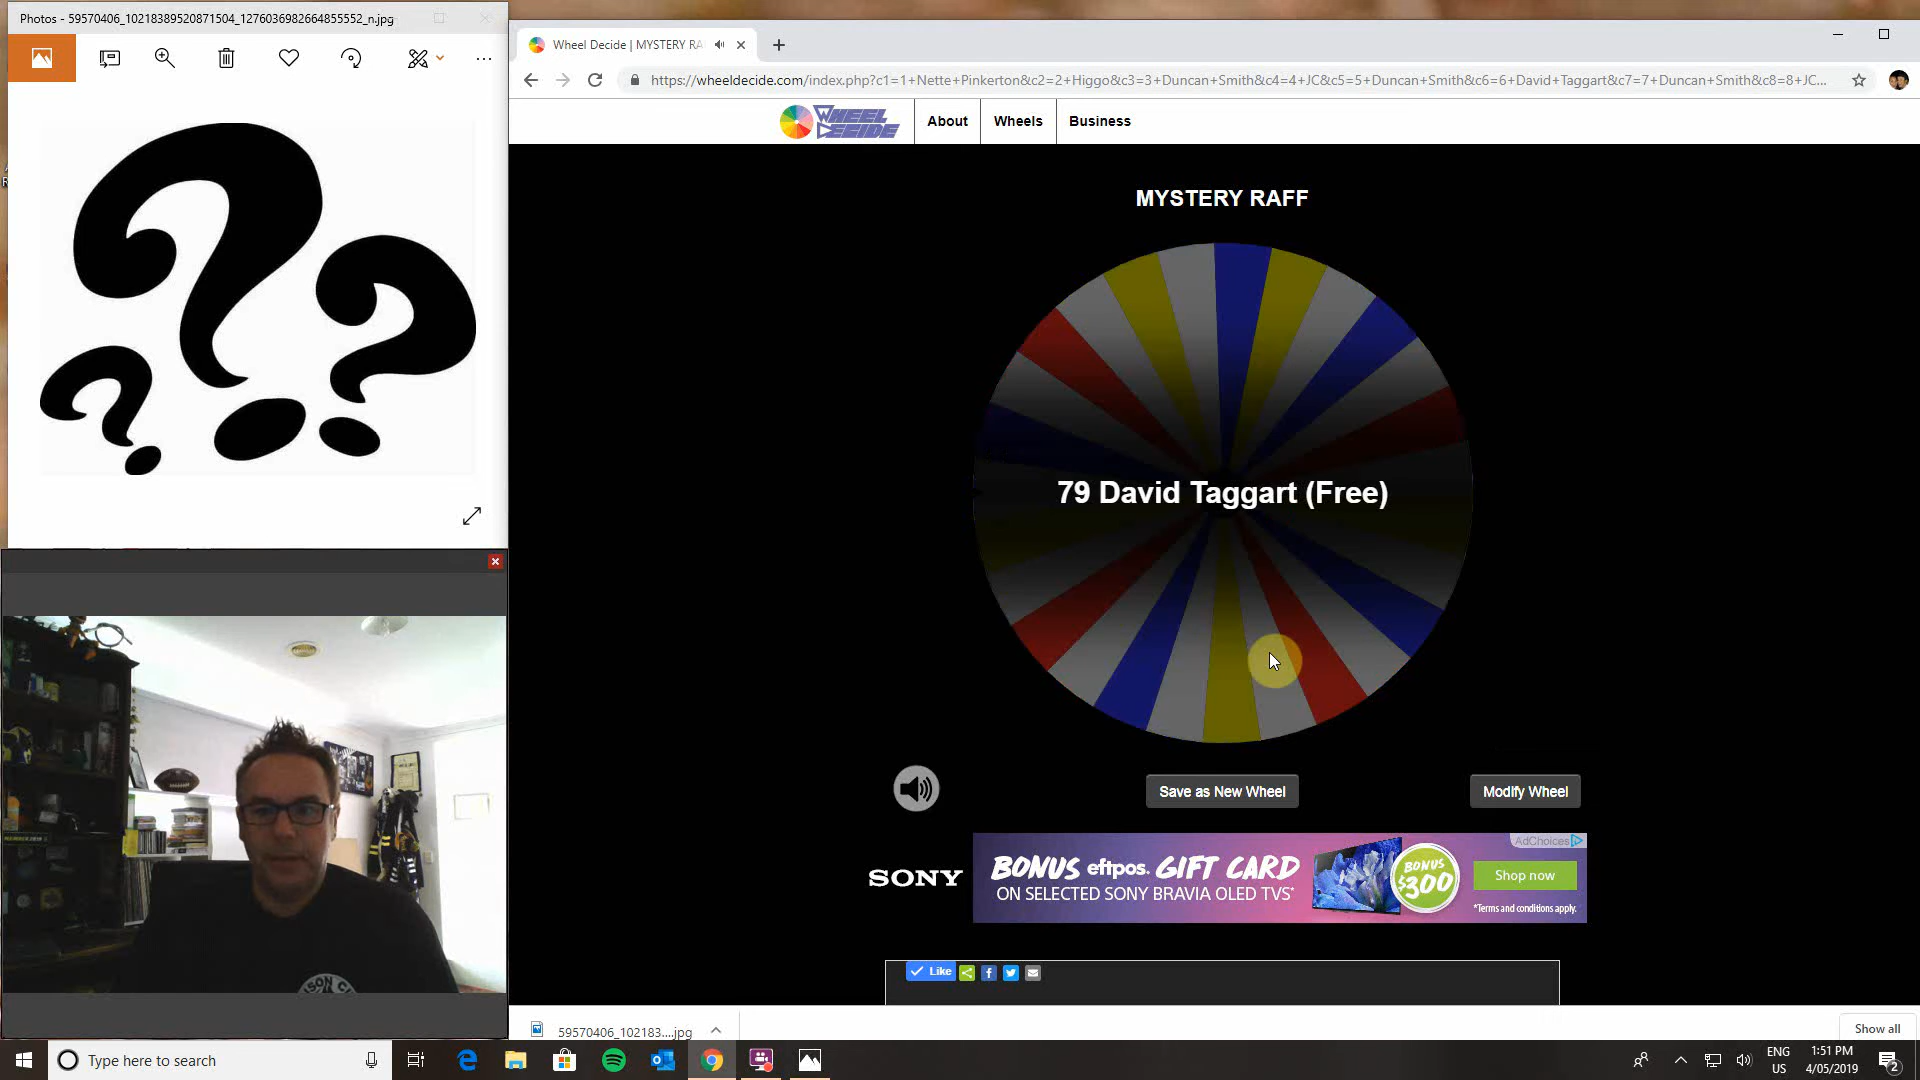 Photos - 59570406_10218389520871504_1276036982664855552_n.jpg
Wheel Decide | MYSTERY RA
https://wheeldecide.com/index.php?c1=1+Nette+Pinkerton&c2=2+Higgo&c3=3+Duncan+Smith&c4=4+JC&c5=5+Duncan+Smith&c6=6+David+Taggart&c7=7+Duncan+Smith&c8=8+JC...
WHEEL DECIDE
About
Wheels
Business
MYSTERY RAFF
79 David Taggart (Free)
Save as New Wheel
Modify Wheel
AdChoices
SONY
BONUS eftpos. GIFT CARD
ON SELECTED SONY BRAVIA OLED TVS*
BONUS $300
Shop now
*Terms and conditions apply.
Like
59570406_102183....jpg
Show all
Type here to search
ENG
US
1:51 PM
4/05/2019
2